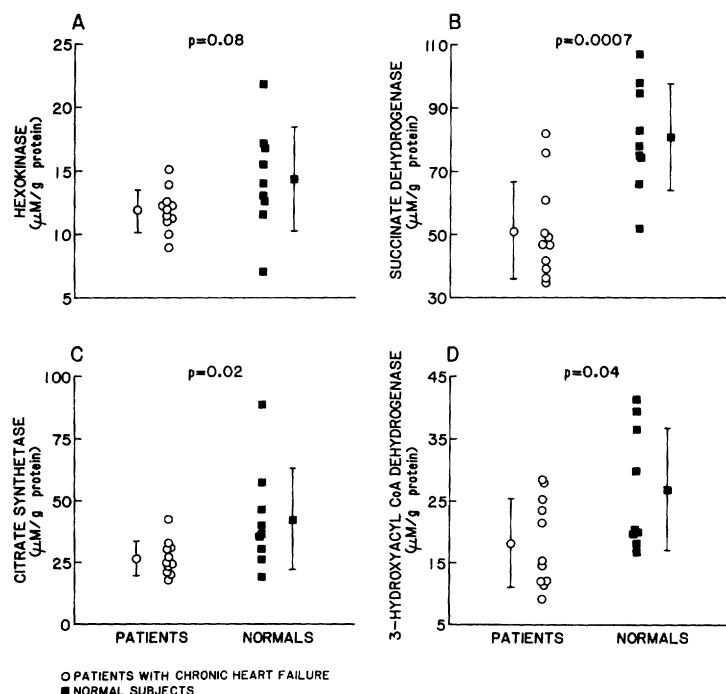 A
p=0.08
HEXOKINASE
(μM/g protein)
25
20
15
10
5
B
p=0.0007
SUCCINATE DEHYDROGENASE
(μM/g protein)
110
90
70
50
30
C
p=0.02
CITRATE SYNTHETASE
(μM/g protein)
100
75
50
25
0
PATIENTS NORMALS
D
p=0.04
3-HYDROXYACYL CoA DEHYDROGENASE
(μM/g protein)
45
35
25
15
5
PATIENTS NORMALS
PATIENTS WITH CHRONIC HEART FAILURE
NORMAL SUBJECTS